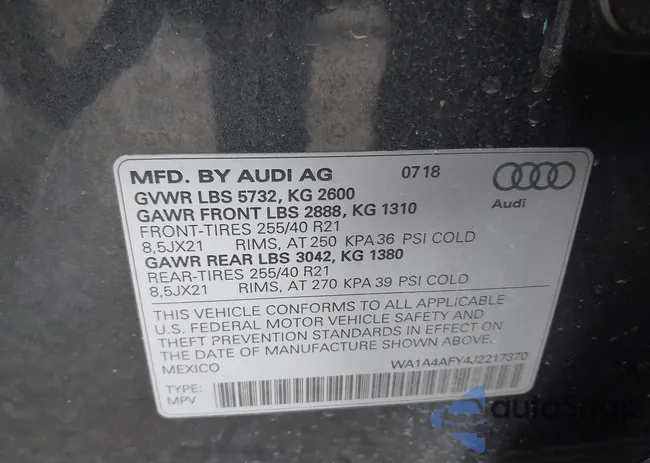 MFD. BY AUDI AG 0718
GVWR LBS 5732, KG 2600
GAWR FRONT LBS 2888, KG 1310
FRONT-TIRES 255/40 R21
8,5JX21 RIMS, AT 250 KPA 36 PSI COLD
GAWR REAR LBS 3042, KG 1380
REAR-TIRES 255/40 R21
8,5JX21 RIMS, AT 270 KPA 39 PSI COLD
Audi
THIS VEHICLE CONFORMS TO ALL APPLICABLE
U.S. FEDERAL MOTOR VEHICLE SAFETY AND
THEFT PREVENTION STANDARDS IN EFFECT ON
THE DATE OF MANUFACTURE SHOWN ABOVE.
MEXICO WA1A4AFY4J2217370
TYPE:
MPV
autoSnap